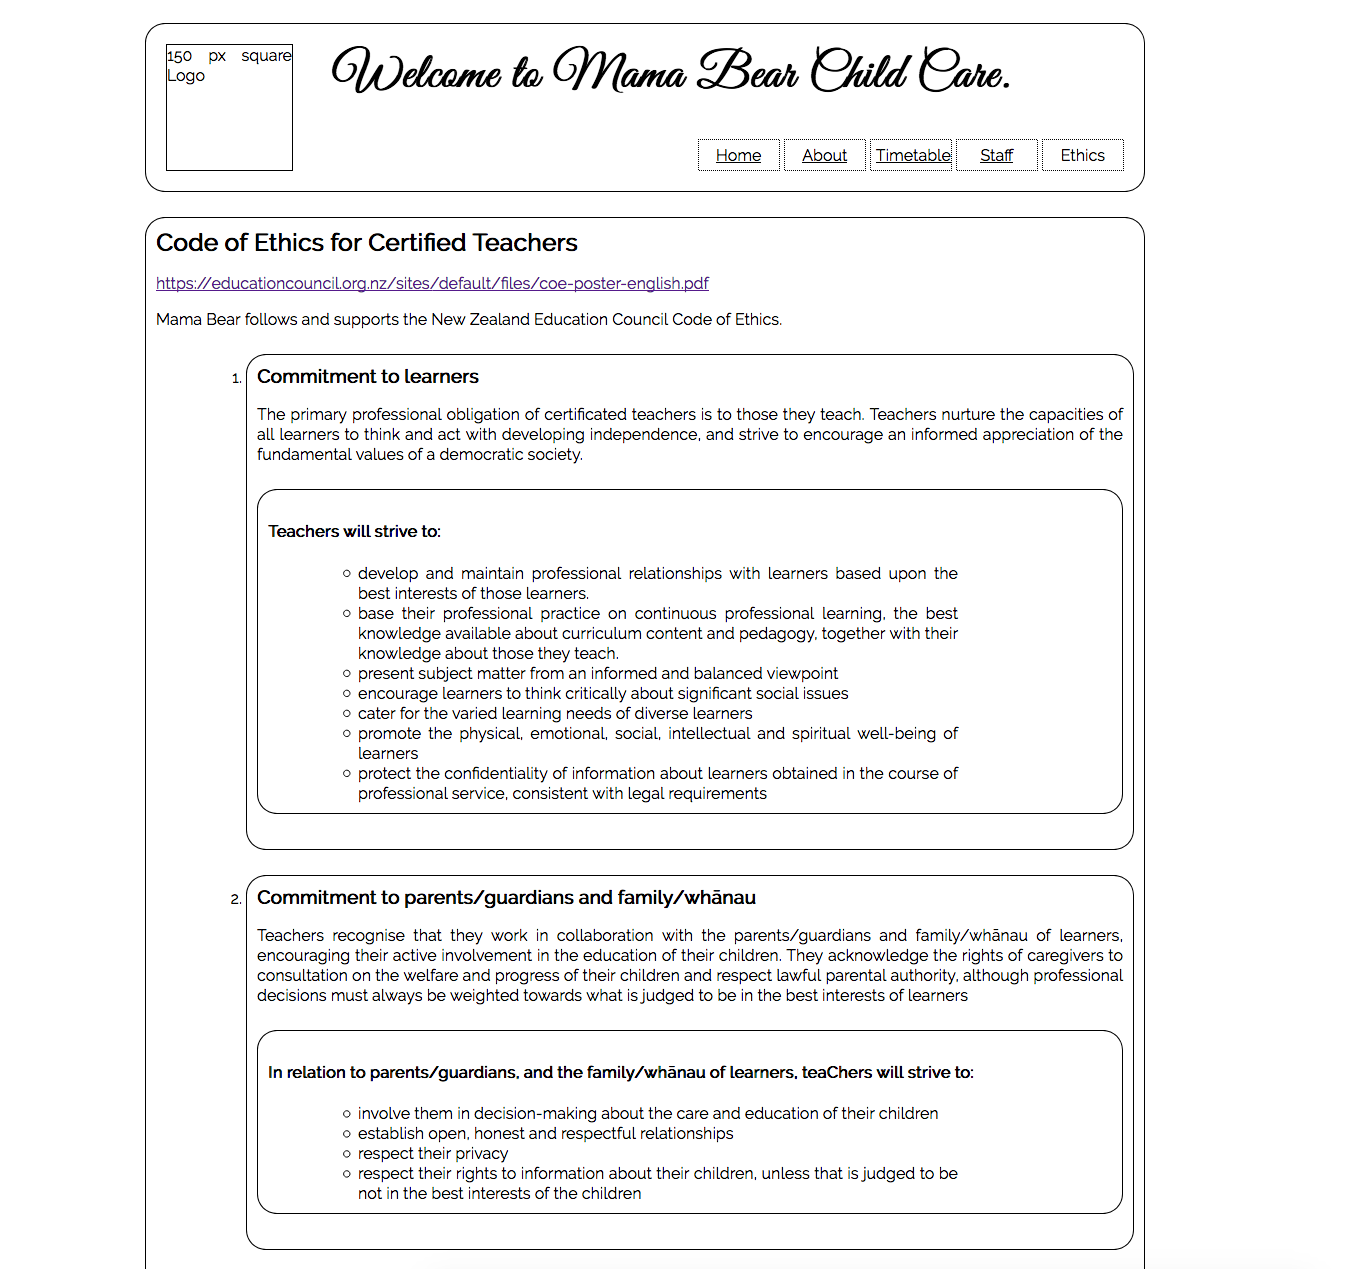 150 px square
Logo
Welcome to Mama Bear Child Care.
Home About Timetable Staff Ethics
Code of Ethics for Certified Teachers
https://educationcouncil.org.nz/sites/default/files/coe-poster-english.pdf
Mama Bear follows and supports the New Zealand Education Council Code of Ethics.
1. Commitment to learners
The primary professional obligation of certificated teachers is to those they teach. Teachers nurture the capacities of
all learners to think and act with developing independence, and strive to encourage an informed appreciation of the
fundamental values of a democratic society.
Teachers will strive to:
develop and maintain professional relationships with learners based upon the
best interests of those learners.
base their professional practice on continuous professional learning, the best
knowledge available about curriculum content and pedagogy, together with their
knowledge about those they teach.
present subject matter from an informed and balanced viewpoint
encourage learners to think critically about significant social issues
cater for the varied learning needs of diverse learners
promote the physical, emotional, social, intellectual and spiritual well-being of
learners
protect the confidentiality of information about learners obtained in the course of
professional service, consistent with legal requirements
2. Commitment to parents/guardians and family/whānau
Teachers recognise that they work in collaboration with the parents/guardians and family/whānau of learners,
encouraging their active involvement in the education of their children. They acknowledge the rights of caregivers to
consultation on the welfare and progress of their children and respect lawful parental authority, although professional
decisions must always be weighted towards what is judged to be in the best interests of learners
In relation to parents/guardians, and the family/whānau of learners, teaChers will strive to:
involve them in decision-making about the care and education of their children
establish open, honest and respectful relationships
respect their privacy
respect their rights to information about their children, unless that is judged to be
not in the best interests of the children